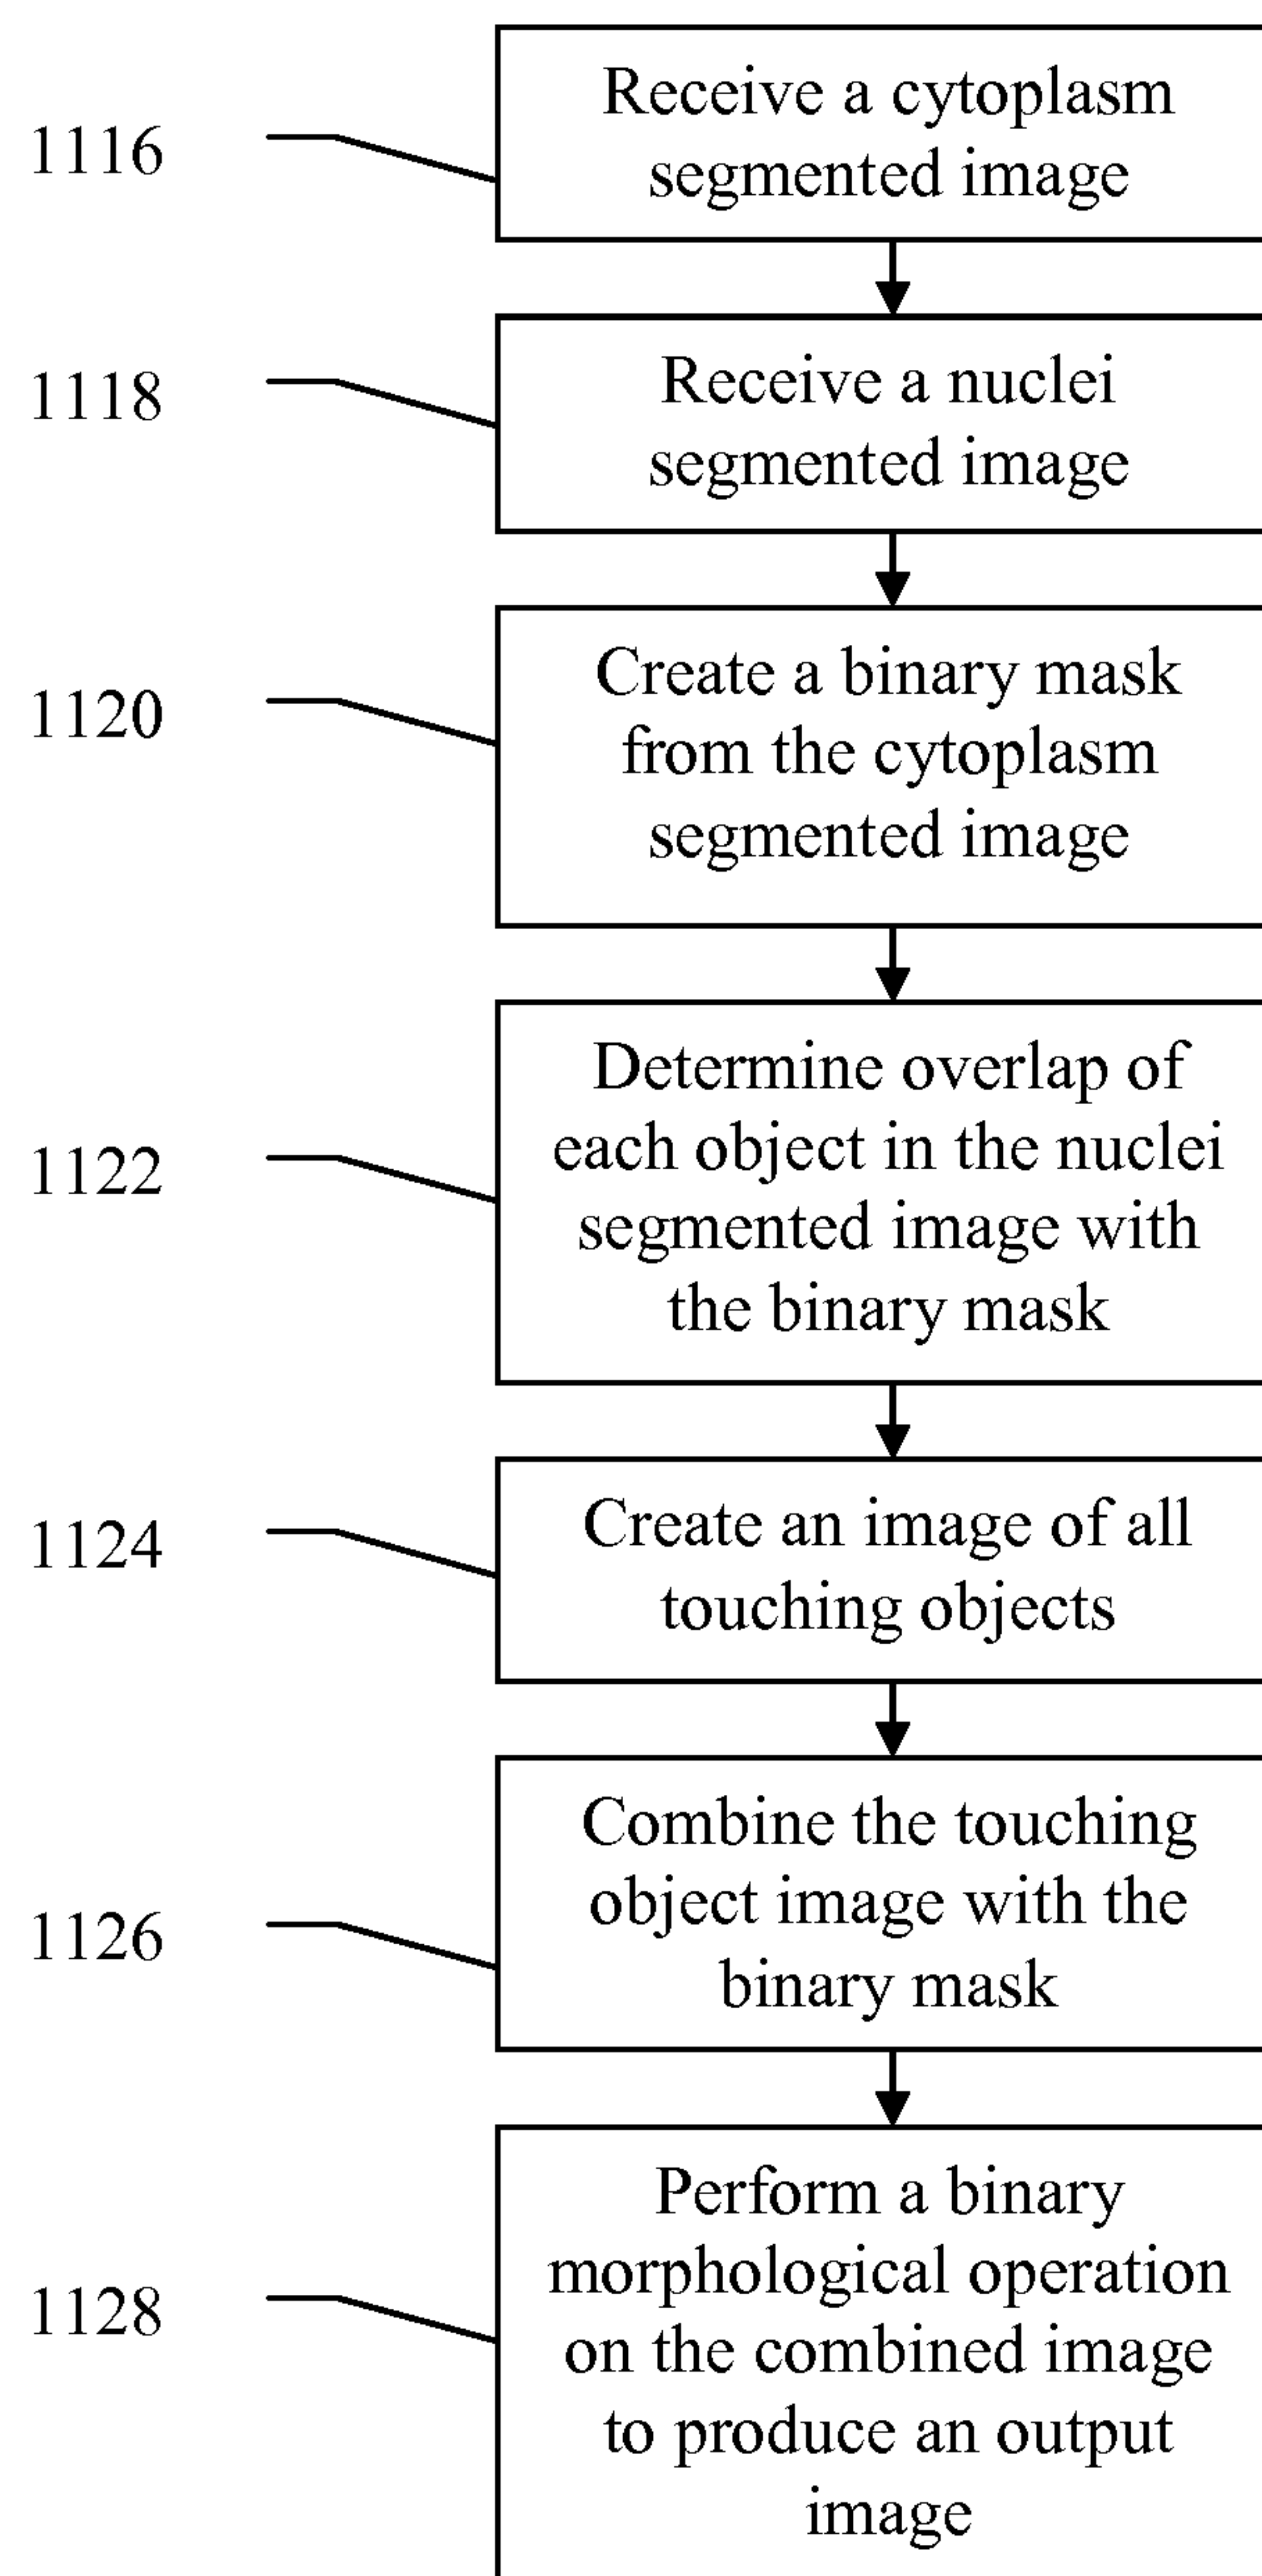 1116
Receive a cytoplasm
segmented image
1118
Receive a nuclei
segmented image
1120
Create a binary mask
from the cytoplasm
segmented image
1122
Determine overlap of
each object in the nuclei
segmented image with
the binary mask
1124
Create an image of all
touching objects
1126
Combine the touching
object image with the
binary mask
1128
Perform a binary
morphological operation
on the combined image
to produce an output
image